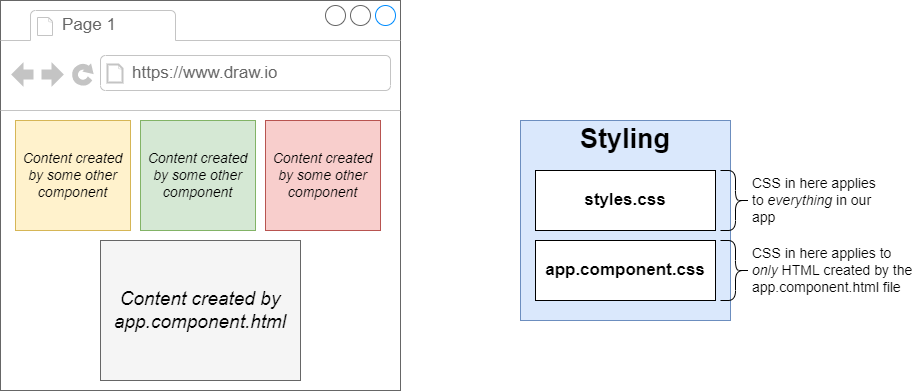 Page 1
https://www.draw.io
Content created
by some other
component
Content created
by some other
component
Content created
by some other
component
Content created by
app.component.html
Styling
styles.css
CSS in here applies
to everything in our
app
app.component.css
CSS in here applies to
only HTML created by the
app.component.html file